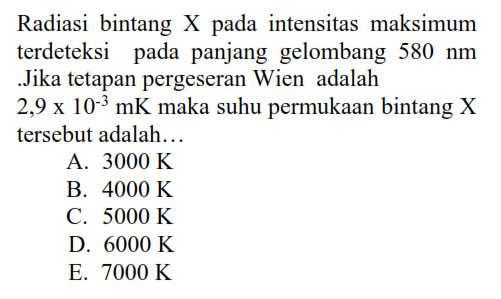 Radiasi bintang X pada intensitas maksimum
terdeteksi pada panjang gelombang 580 nm
.Jika tetapan pergeseran Wien adalah
2,9 x 10⁻³ mK maka suhu permukaan bintang X
tersebut adalah…
A. 3000 K
B. 4000 K
C. 5000 K
D. 6000 K
E. 7000 K